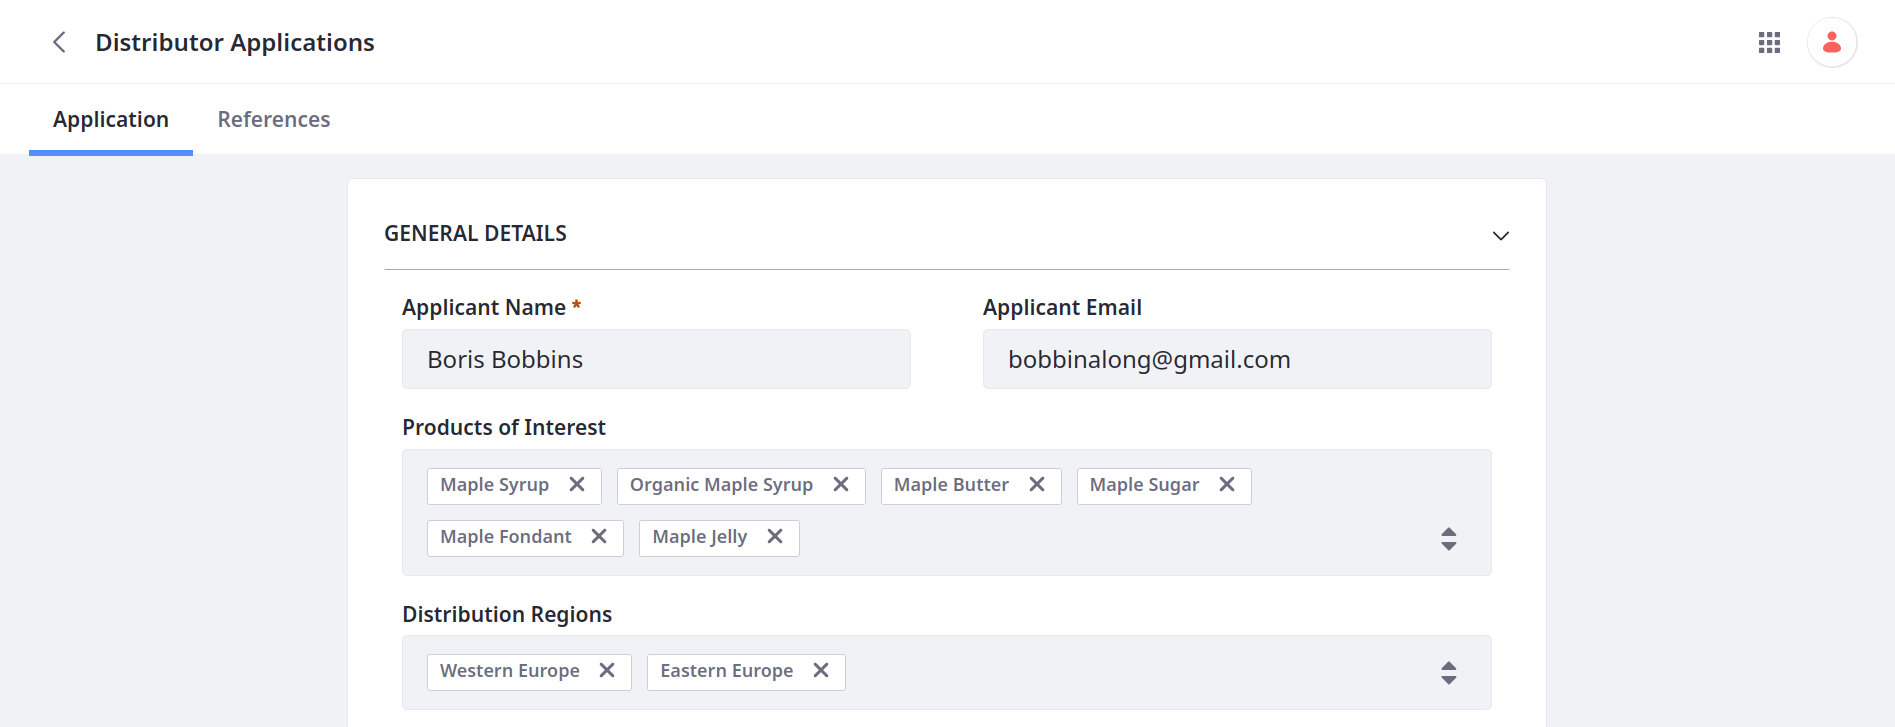 Distributor Applications
Application References
GENERAL DETAILS
Applicant Name * Applicant Email
Boris Bobbins bobbinalong@gmail.com
Products of Interest
Maple Syrup Organic Maple Syrup Maple Butter Maple Sugar
Maple Fondant Maple Jelly
Distribution Regions
Western Europe Eastern Europe